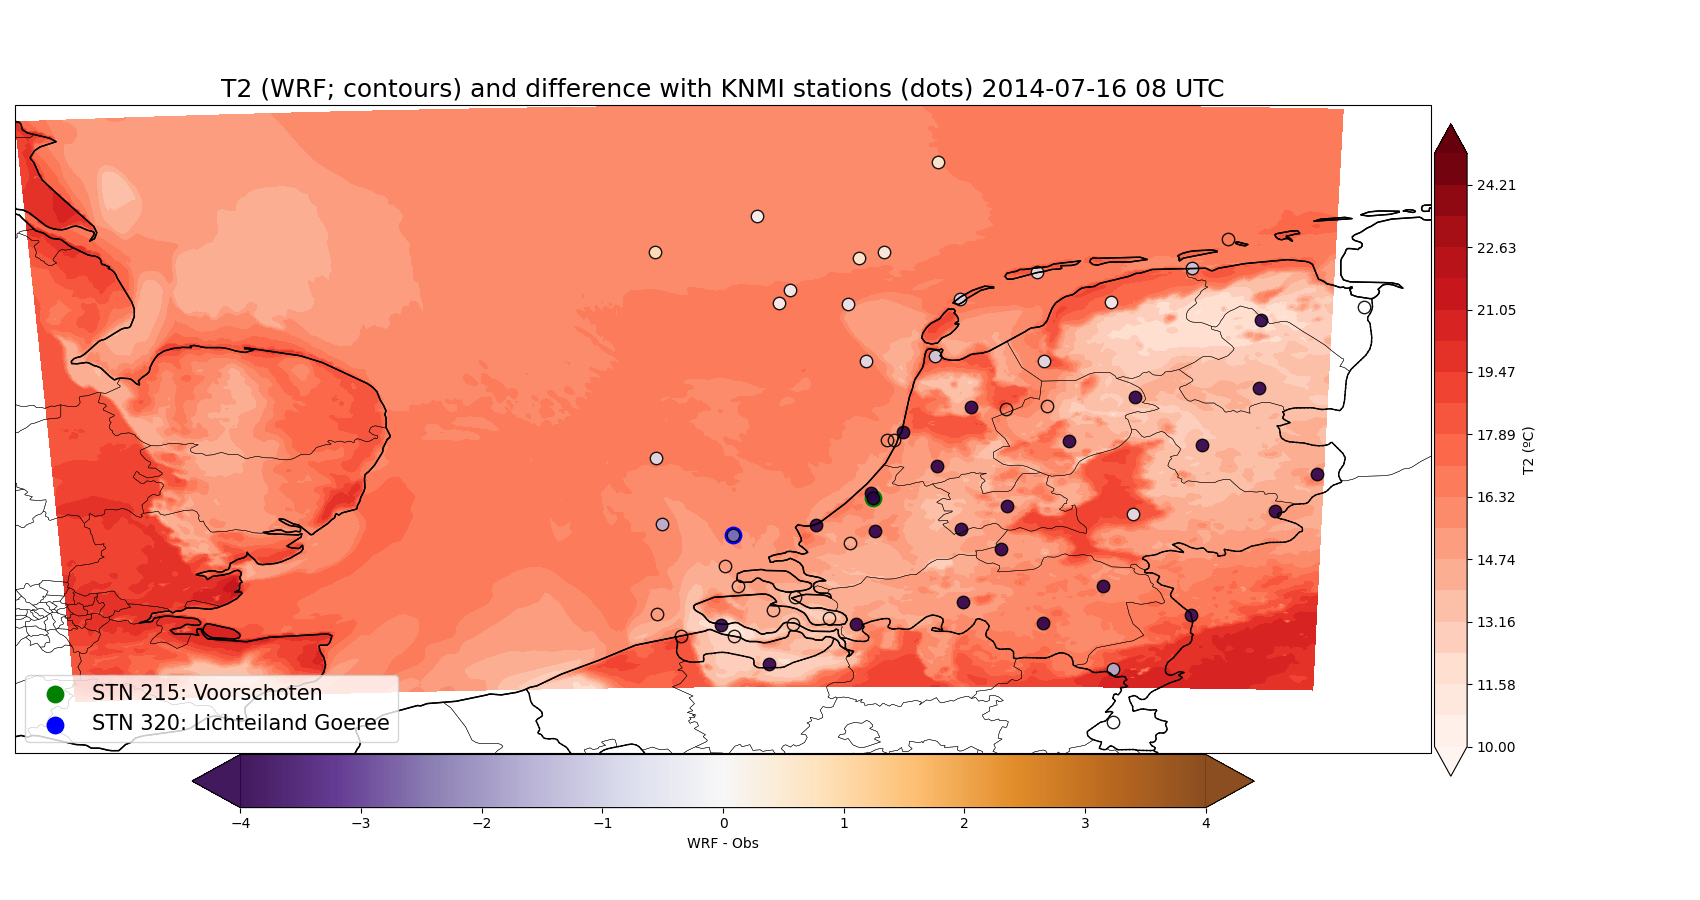 T2 (WRF; contours) and difference with KNMI stations (dots) 2014-07-16 08 UTC
24.21
22.63
21.05
19.47
17.89
16.32
14.74
13.16
11.58
10.00
T2 (ºC)
STN 215: Voorschoten
STN 320: Lichteiland Goeree
−4 −3 −2 −1 0 1 2 3 4
WRF - Obs